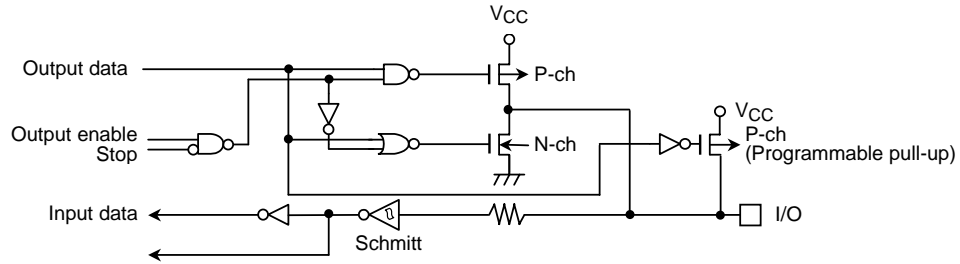 VCC
Output data
P-ch
Output enable
Stop
N-ch
VCC
P-ch
(Programmable pull-up)
Input data
Schmitt
I/O